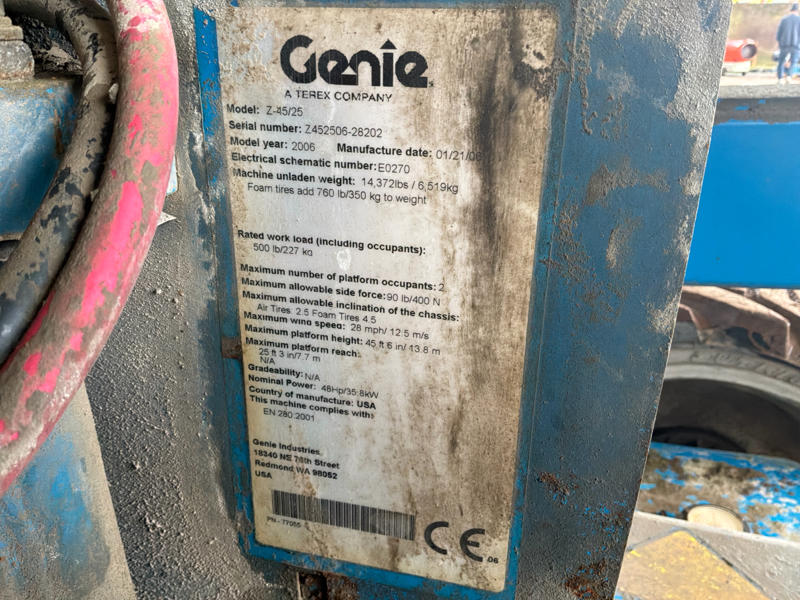 Genie
A TEREX COMPANY
Model: Z-45/25
Serial number: Z452506-28202
Model year: 2006 Manufacture date: 01/21/06
Electrical schematic number: E0270
Machine unladen weight: 14,372lbs / 6,519kg
Foam tires add 760 lb/350 kg to weight
Rated work load (including occupants):
500 lb/227 kg
Maximum number of platform occupants: 2
Maximum allowable side force: 90 lb/400 N
Maximum allowable inclination of the chassis:
Air Tires: 2.5 Foam Tires 4.5
Maximum wind speed: 28 mph/ 12.5 m/s
Maximum platform height: 45 ft 6 in/ 13.8 m
Maximum platform reach:
25 ft 3 in/7.7 m
N/A
Gradeability: N/A
Nominal Power: 48Hp/35.8kW
Country of manufacture: USA
This machine complies with:
EN 280:2001
Genie Industries
18340 NE 76th Street
Redmond WA 98052
USA
PN - 77055
CE
06